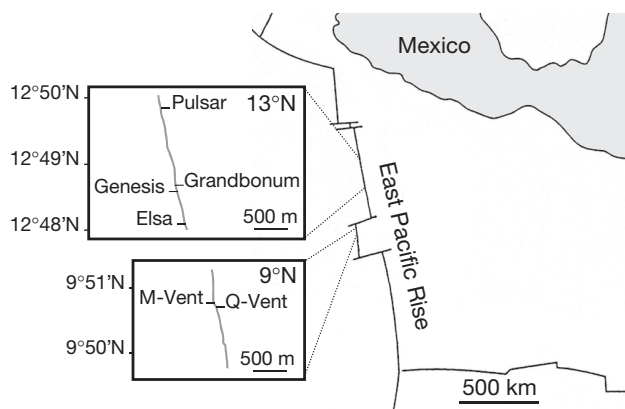 Mexico
12°50'N
Pulsar 13°N
12°49'N
Genesis Grandbonum
Elsa
12°48'N
500 m
East Pacific Rise
9°N
9°51'N
M-Vent Q-Vent
9°50'N
500 m
500 km